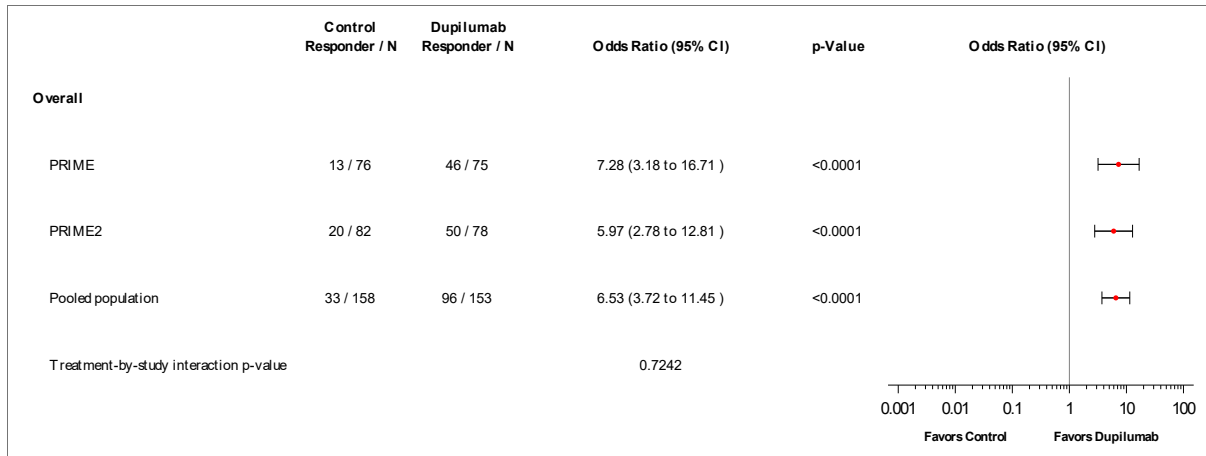 Control Responder / N Dupilumab Responder / N Odds Ratio (95% CI) p-Value Odds Ratio (95% CI)
Overall
PRIME 13 / 76 46 / 75 7.28 (3.18 to 16.71 ) <0.0001
PRIME2 20 / 82 50 / 78 5.97 (2.78 to 12.81 ) <0.0001
Pooled population 33 / 158 96 / 153 6.53 (3.72 to 11.45 ) <0.0001
Treatment-by-study interaction p-value 0.7242
0.001 0.01 0.1 1 10 100
Favors Control Favors Dupilumab